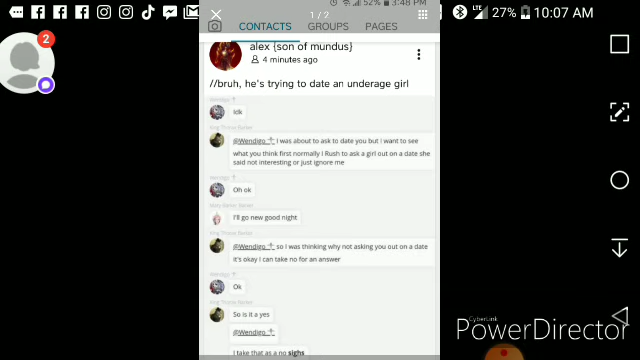 27% 10:07 AM
LTE
2
52% 3:48 PM
1 / 2
CONTACTS GROUPS PAGES
alex {son of mundus}
4 minutes ago
//bruh, he's trying to date an underage girl
Wendigo
Idk
@Wendigo I was about to ask to date you but i want to see
what you think first normally I Rush to ask a girl out on a date she
said not interesting or just ignore me
Wendigo
Oh ok
I'll go new good night
@Wendigo so I was thinking why not asking you out on a date
it's okay I can take no for an answer
Wendigo
Ok
So is it a yes
@Wendigo
I take that as a no sighs
CyberLink
PowerDirector